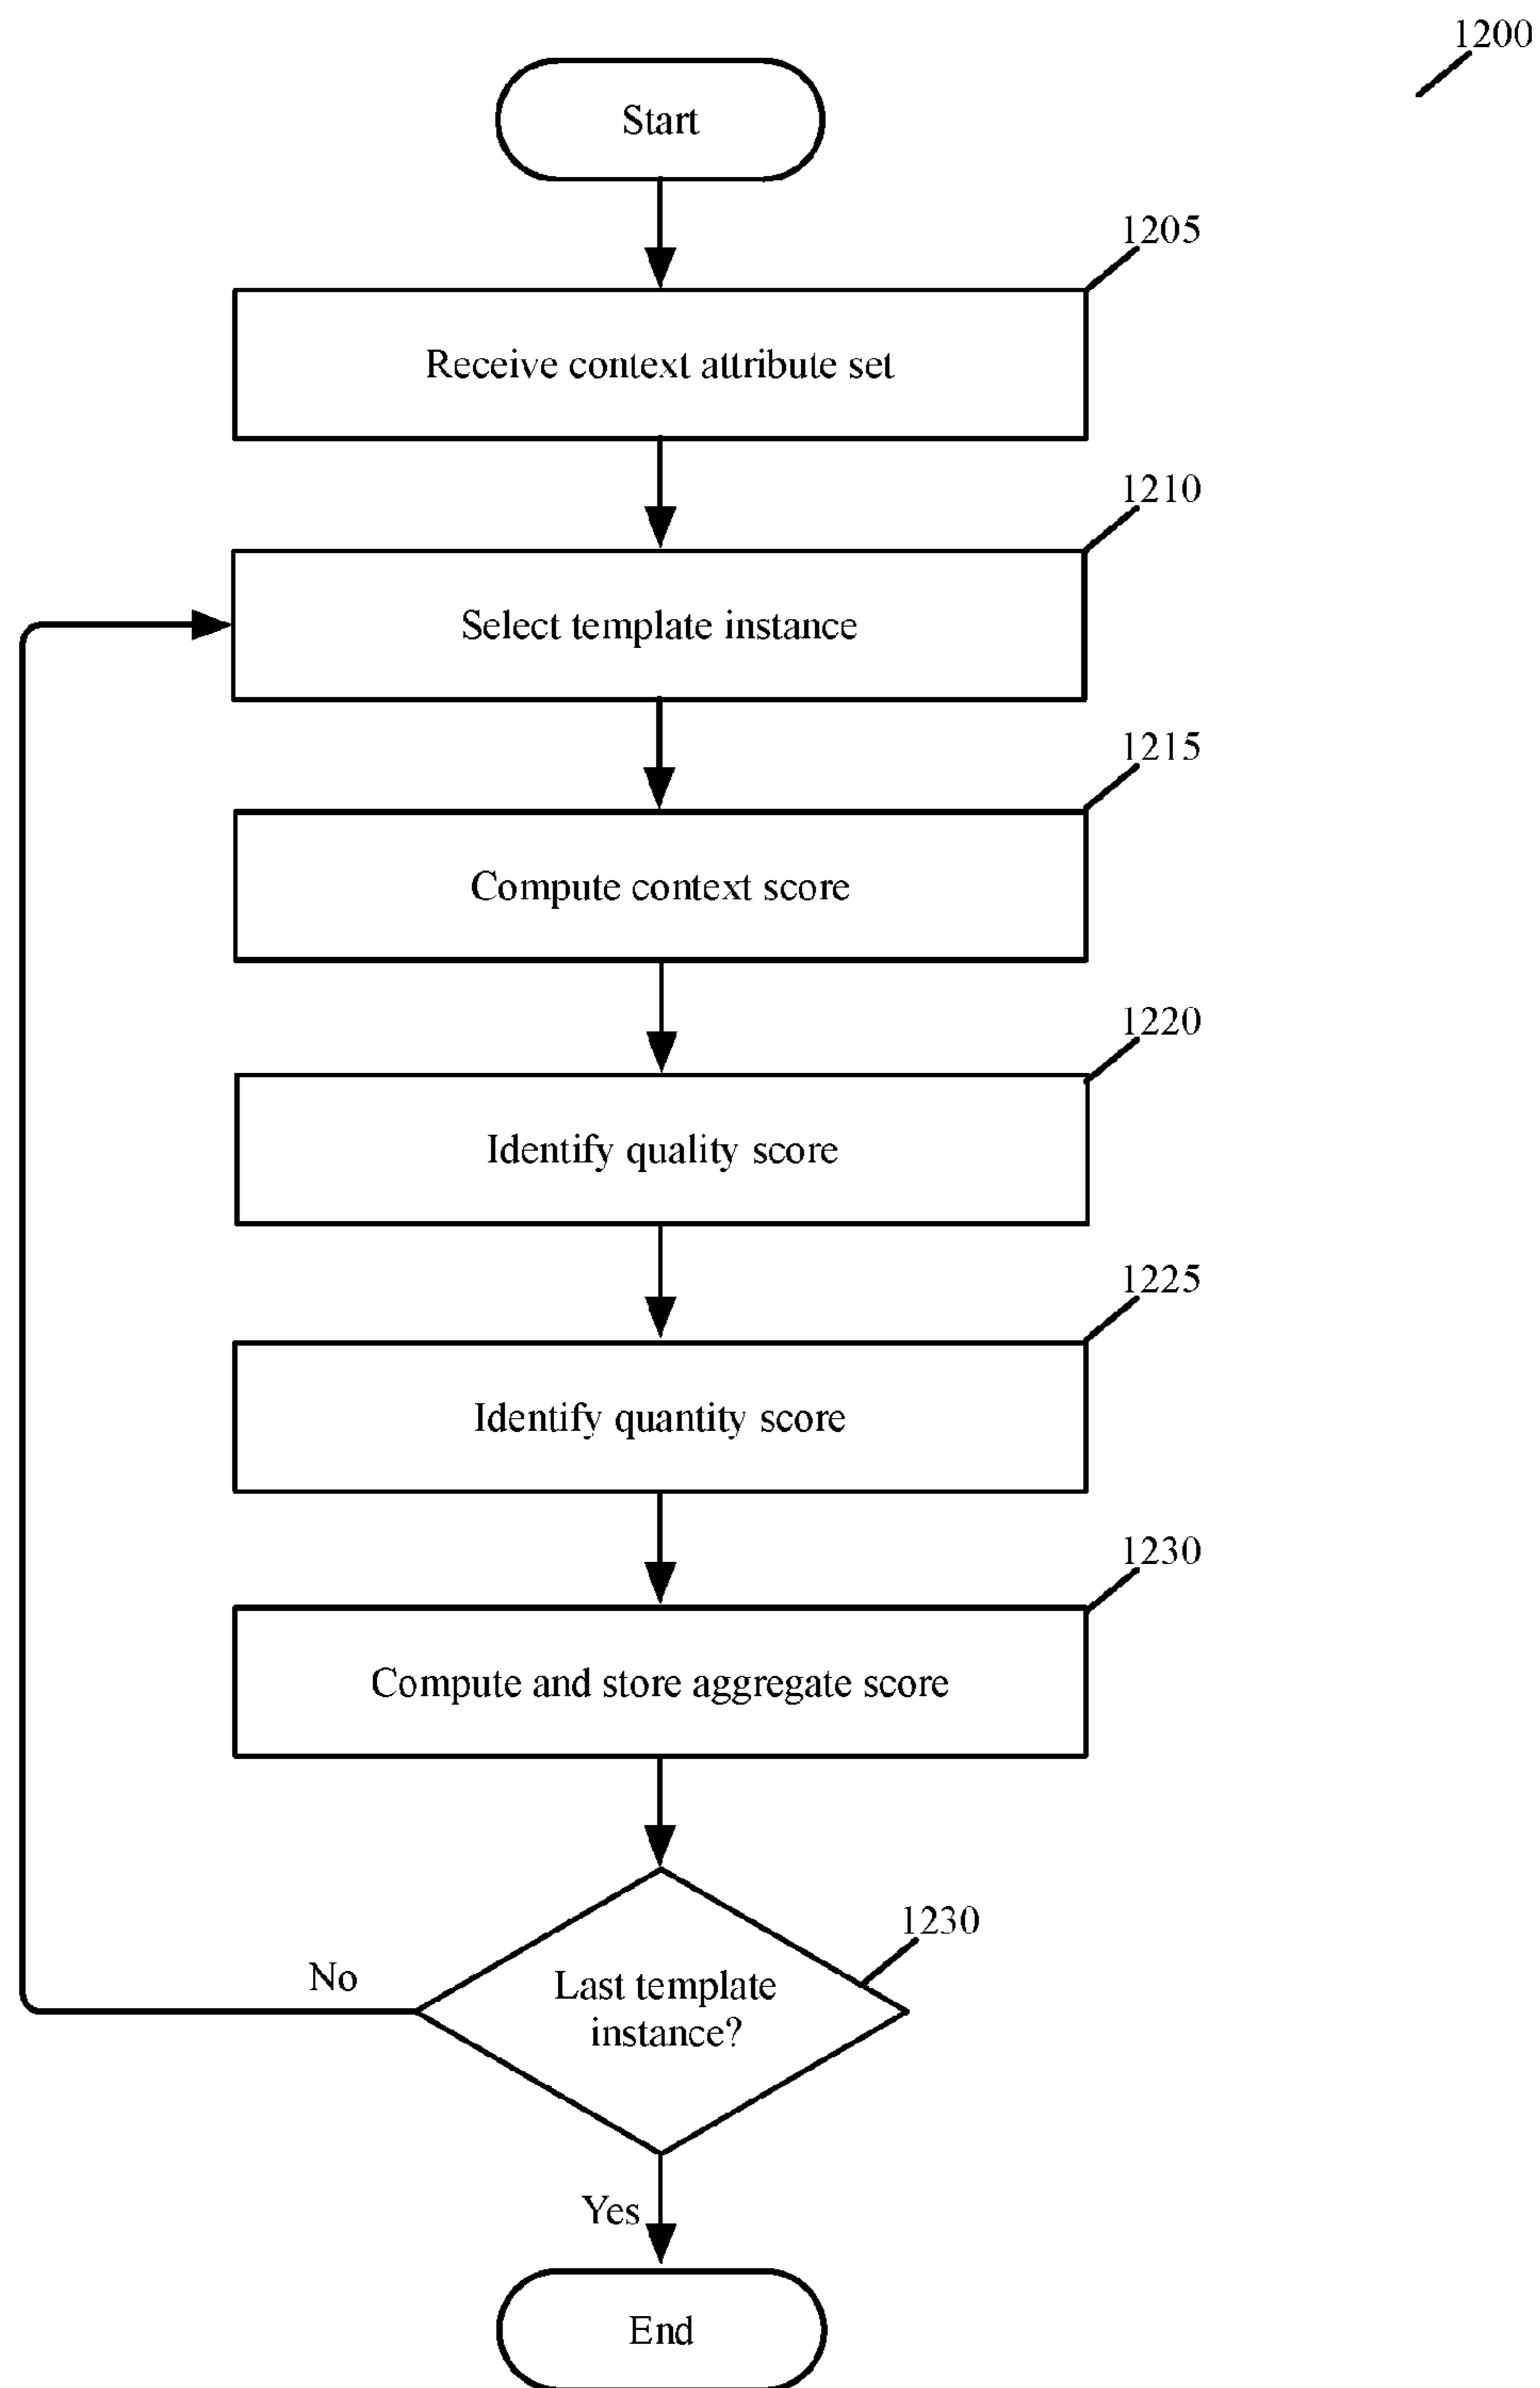 1200
Start
1205
Receive context attribute set
1210
Select template instance
1215
Compute context score
1220
Identify quality score
1225
Identify quantity score
1230
Compute and store aggregate score
1230
Last template
instance?
No
Yes
End